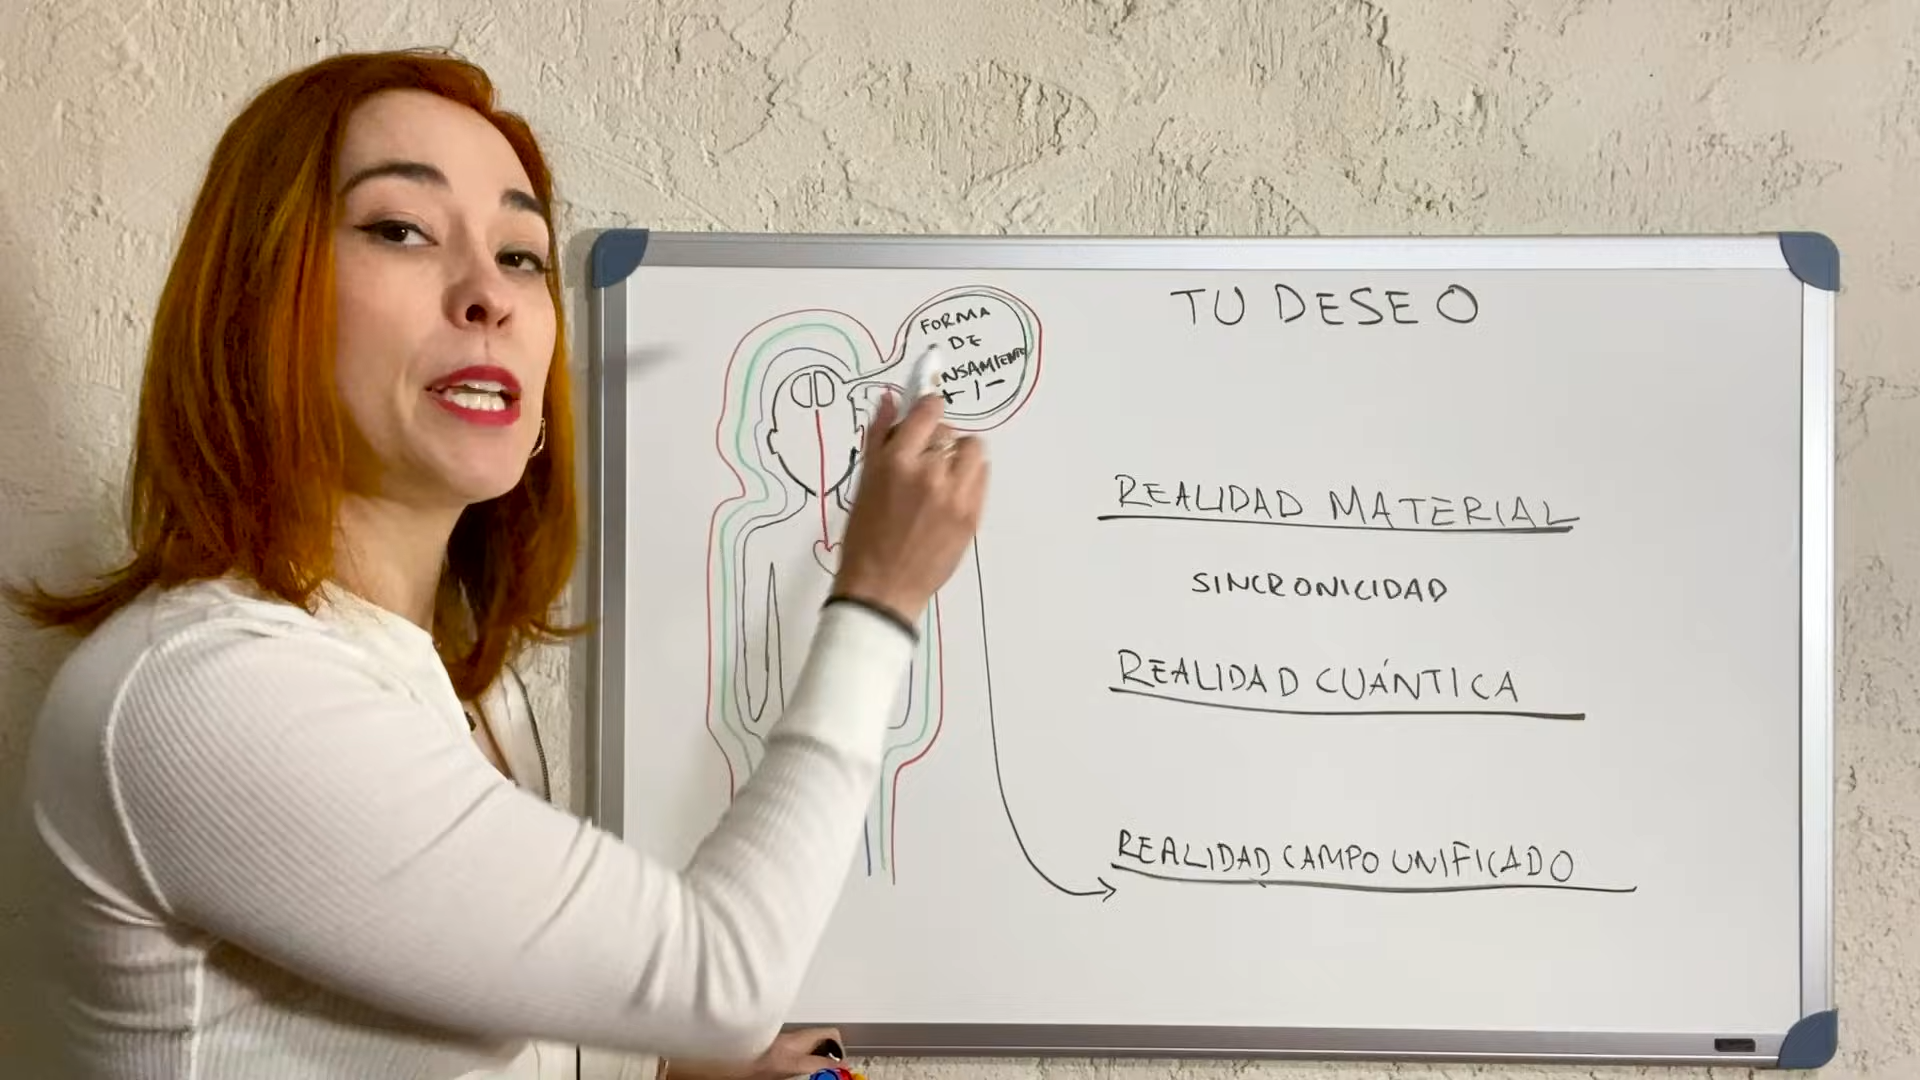 TU DESEO
FORMA
DE
+/-
REALIDAD MATERIAL
SINCRONICIDAD
REALIDAD CUÁNTICA
REALIDAD CAMPO UNIFICADO